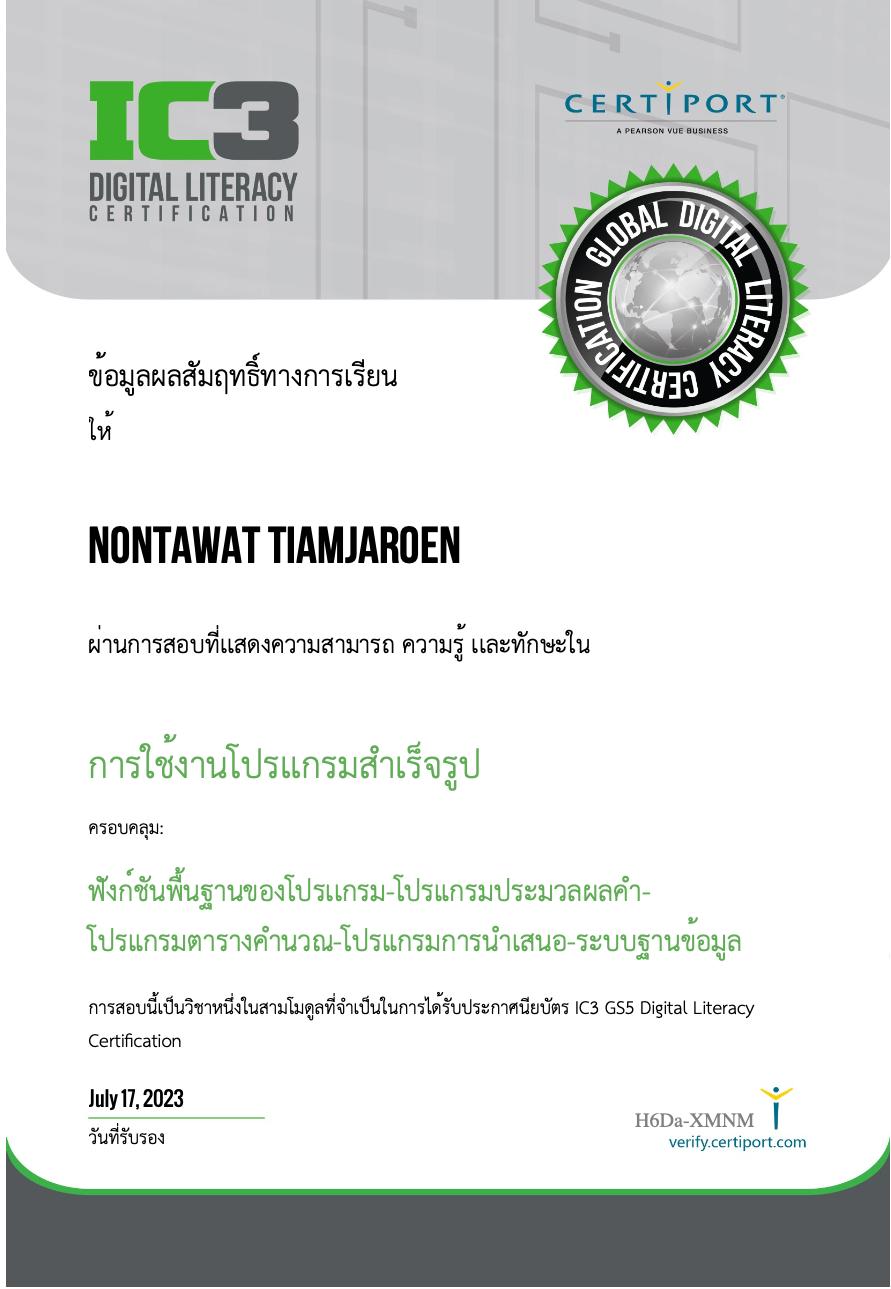 IC3
DIGITAL LITERACY
CERTIFICATION
CERTIPORT®
A PEARSON VUE BUSINESS
GLOBAL DIGITAL LITERACY CERTIFICATION
ข้อมูลผลสัมฤทธิ์ทางการเรียน
ให้
NONTAWAT TIAMJAROEN
ผ่านการสอบที่แสดงความสามารถ ความรู้ และทักษะใน
การใช้งานโปรแกรมสำเร็จรูป
ครอบคลุม:
ฟังก์ชันพื้นฐานของโปรแกรม-โปรแกรมประมวลผลคำ-
โปรแกรมตารางคำนวณ-โปรแกรมการนำเสนอ-ระบบฐานข้อมูล
การสอบนี้เป็นวิชาหนึ่งในสามโมดูลที่จำเป็นในการได้รับประกาศนียบัตร IC3 GS5 Digital Literacy
Certification
July 17, 2023
วันที่รับรอง
H6Da-XMNM
verify.certiport.com